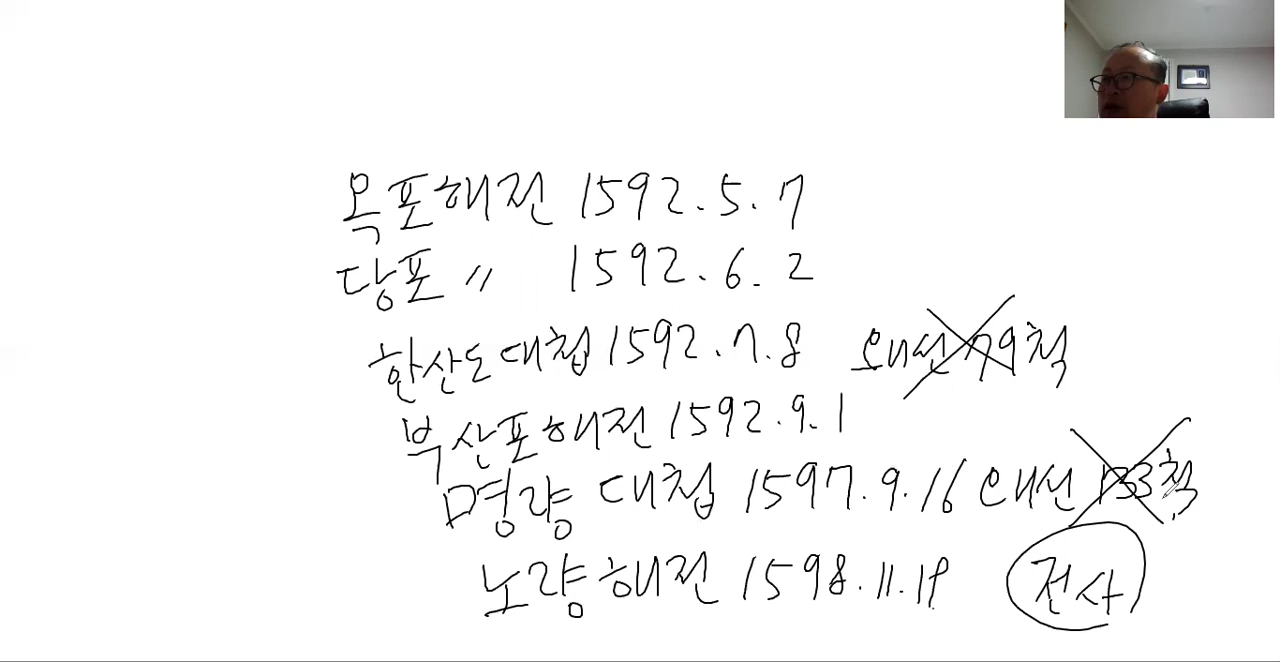 옥포해전 1592.5.7
당포 〃 1592.6.2
한산도대첩 1592.7.8 왜선 79척
부산포해전 1592.9.1
명량 대첩 1597.9.16 왜선 133척
노량해전 1598.11.19 전사